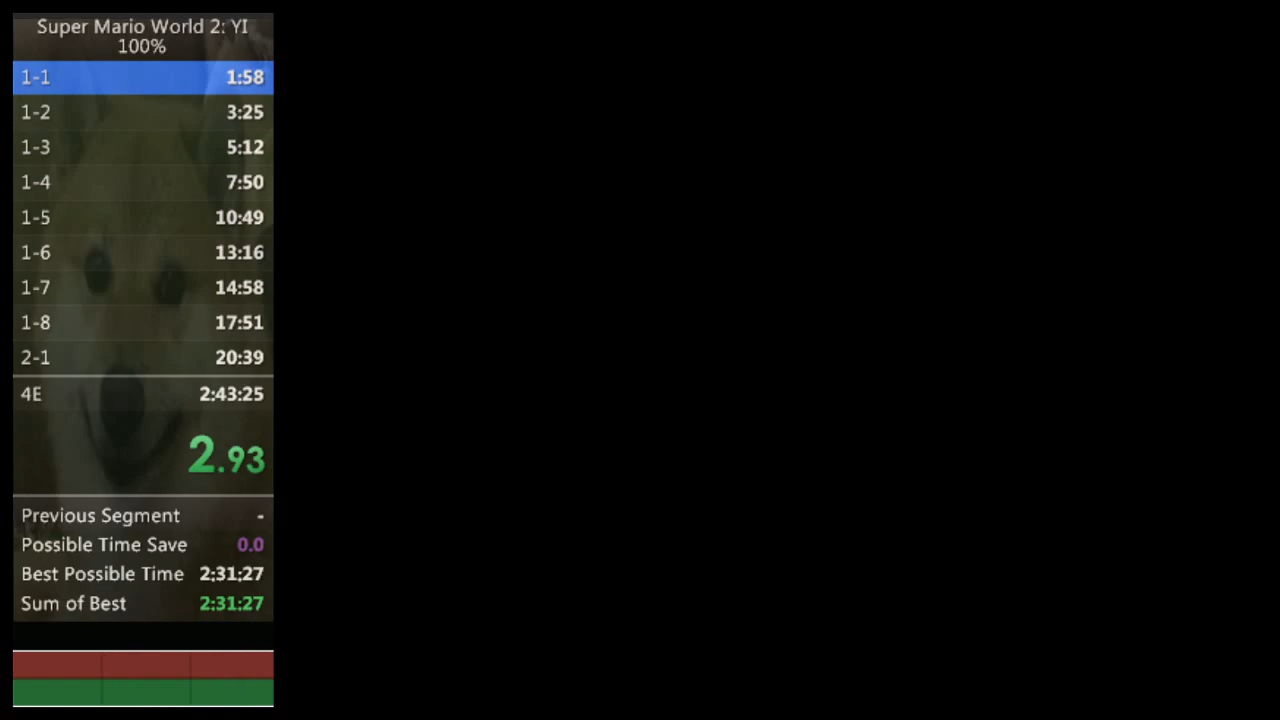 Super Mario World 2: YI
100%
1-1 1:58
1-2 3:25
1-3 5:12
1-4 7:50
1-5 10:49
1-6 13:16
1-7 14:58
1-8 17:51
2-1 20:39
4E 2:43:25
2.93
Previous Segment -
Possible Time Save 0.0
Best Possible Time 2:31:27
Sum of Best 2:31:27